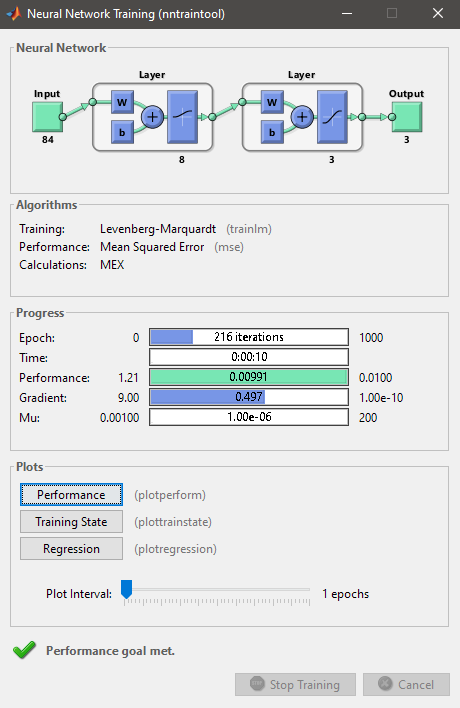 Neural Network Training (nntraintool)
Neural Network
Layer Layer
Input Output
W W
b b
+ +
84 8 3 3
Algorithms
Training: Levenberg-Marquardt (trainlm)
Performance: Mean Squared Error (mse)
Calculations: MEX
Progress
Epoch: 0 216 iterations 1000
Time: 0:00:10
Performance: 1.21 0.00991 0.0100
Gradient: 9.00 0.497 1.00e-10
Mu: 0.00100 1.00e-06 200
Plots
Performance (plotperform)
Training State (plottrainstate)
Regression (plotregression)
Plot Interval: 1 epochs
Performance goal met.
Stop Training Cancel